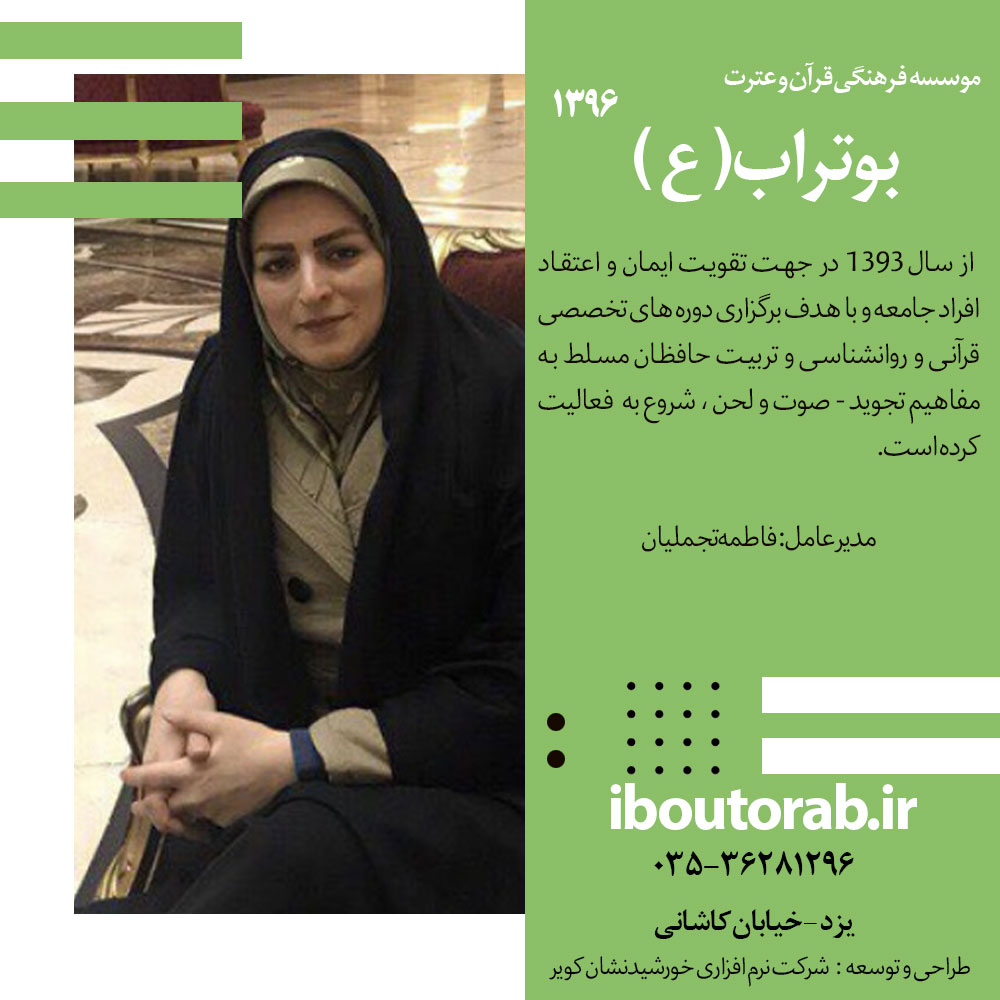 موسسه فرهنگی قرآن و عترت
۱۳۹۶
بوتراب(ع)
از سال 1393 در جهت تقویت ایمان و اعتقاد
افراد جامعه و با هدف برگزاری دوره های تخصصی
قرآنی و روانشناسی و تربیت حافظان مسلط به
مفاهیم تجوید - صوت و لحن ، شروع به فعالیت
کرده است.
مدیرعامل: فاطمه تجملیان
iboutorab.ir
۰۳۵-۳۶۲۸۱۲۹۶
یزد - خیابان کاشانی
طراحی و توسعه : شرکت نرم افزاری خورشیدنشان کویر